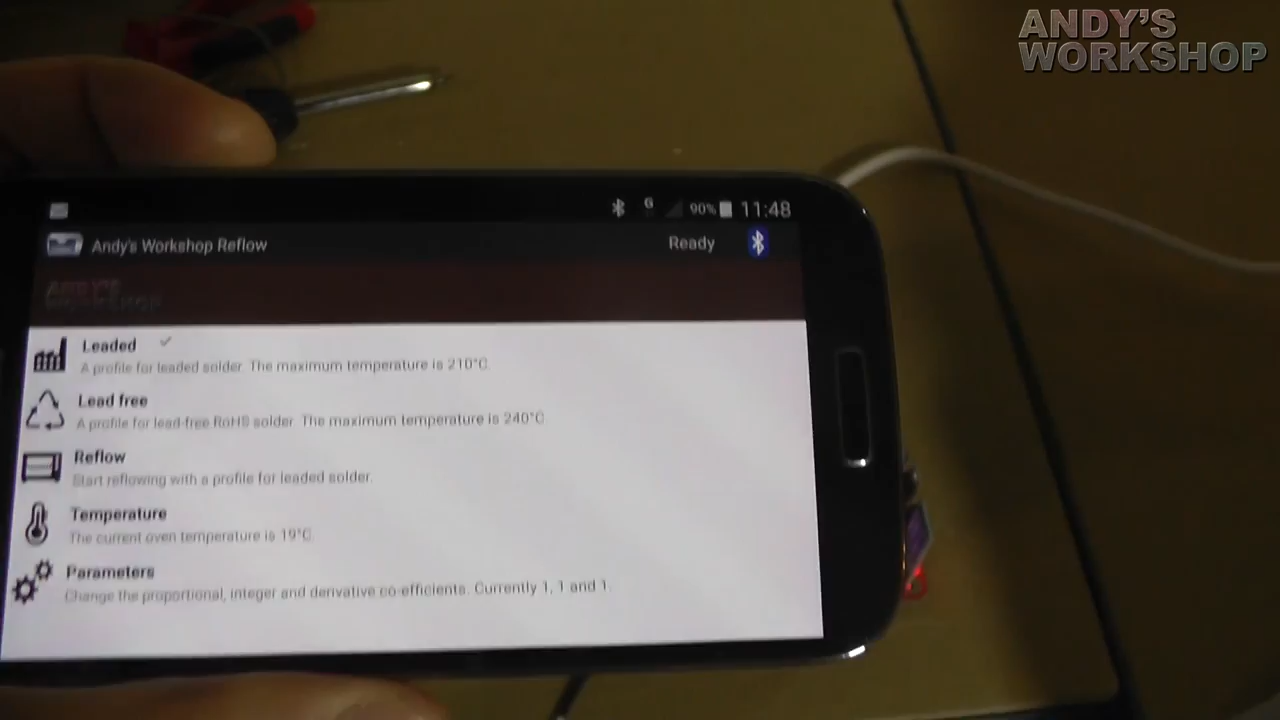 ANDY'S
WORKSHOP
G 90% 11:48
Andy's Workshop Reflow Ready
ANDY'S
WORKSHOP
Leaded
A profile for leaded solder. The maximum temperature is 210°C.
Lead free
A profile for lead-free RoHS solder. The maximum temperature is 240°C.
Reflow
Start reflowing with a profile for leaded solder.
Temperature
The current oven temperature is 19°C.
Parameters
Change the proportional, integer and derivative co-efficients. Currently 1, 1 and 1.